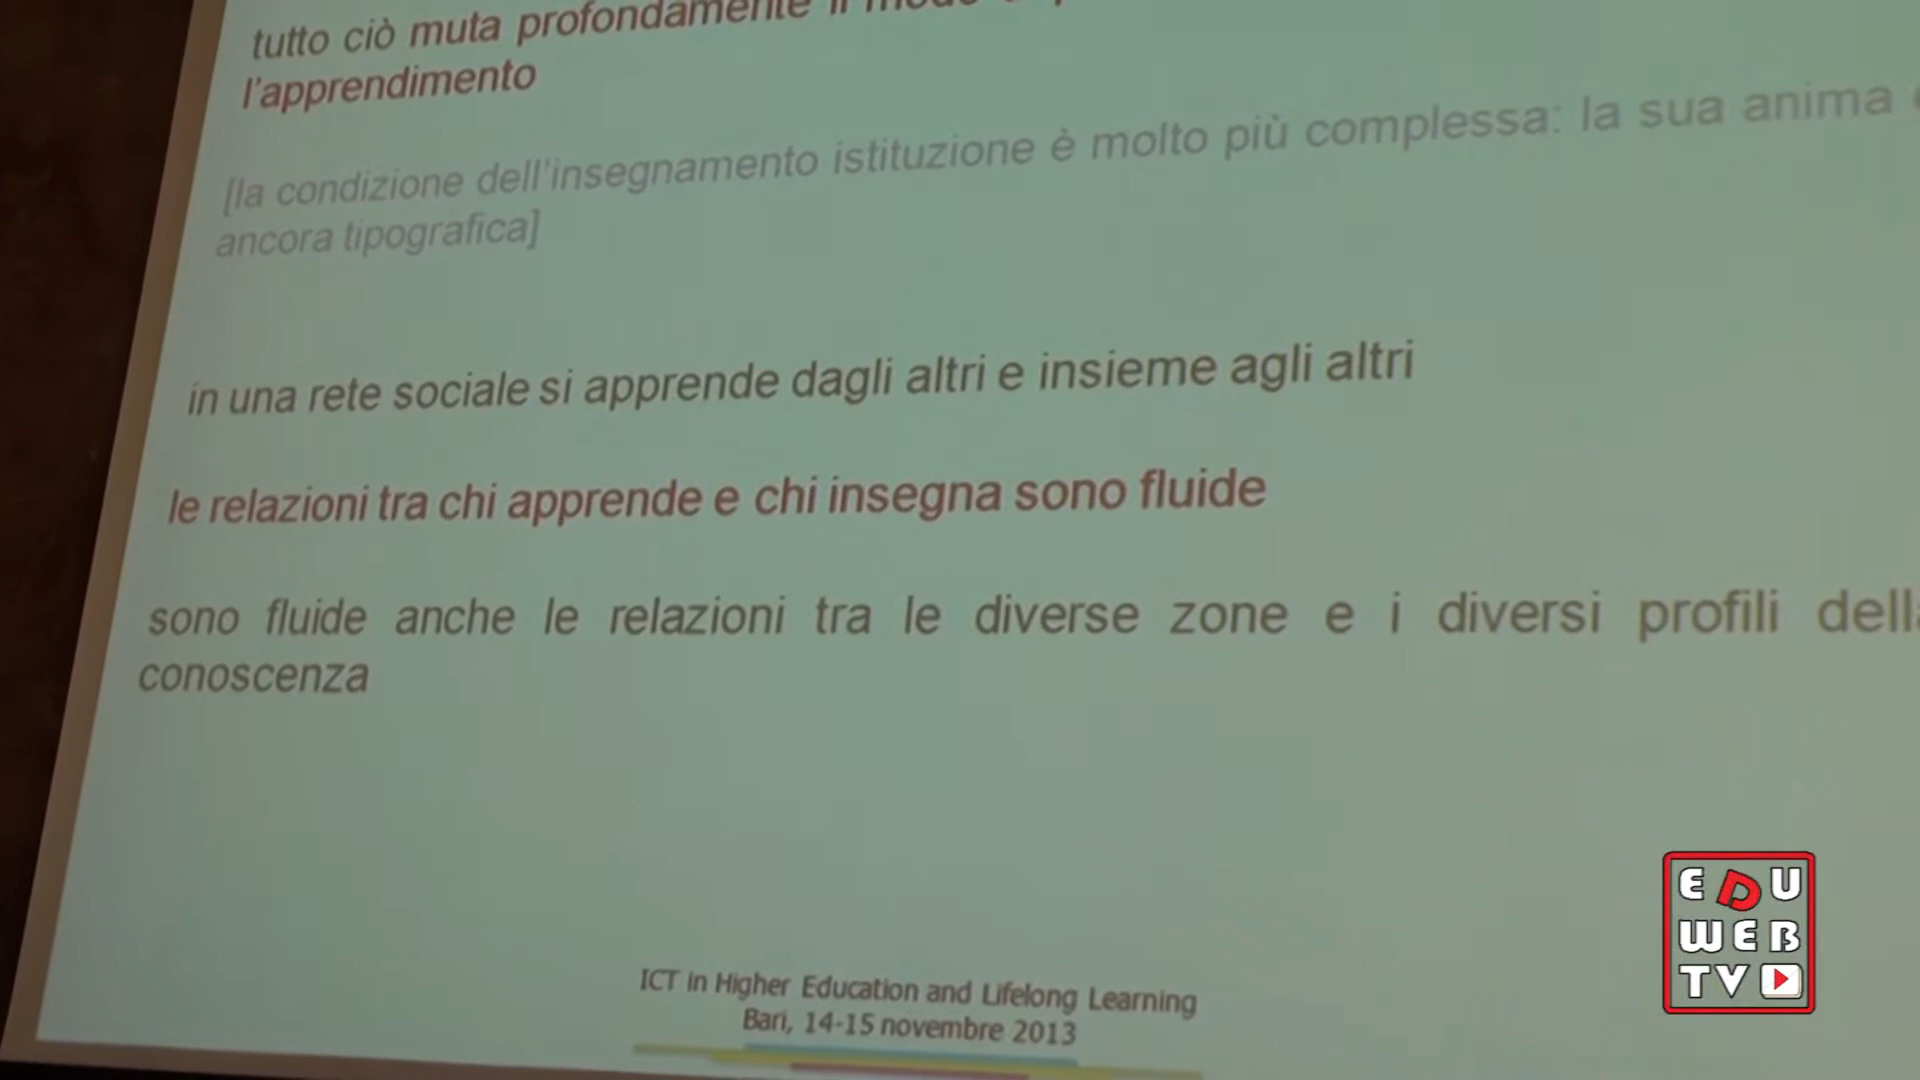 tutto ciò muta profondamente il modo
l'apprendimento
[la condizione dell'insegnamento istituzione è molto più complessa: la sua anima
ancora tipografica]
in una rete sociale si apprende dagli altri e insieme agli altri
le relazioni tra chi apprende e chi insegna sono fluide
sono fluide anche le relazioni tra le diverse zone e i diversi profili della
conoscenza
ICT in Higher Education and Lifelong Learning
Bari, 14-15 novembre 2013
EDU
WEB
TV